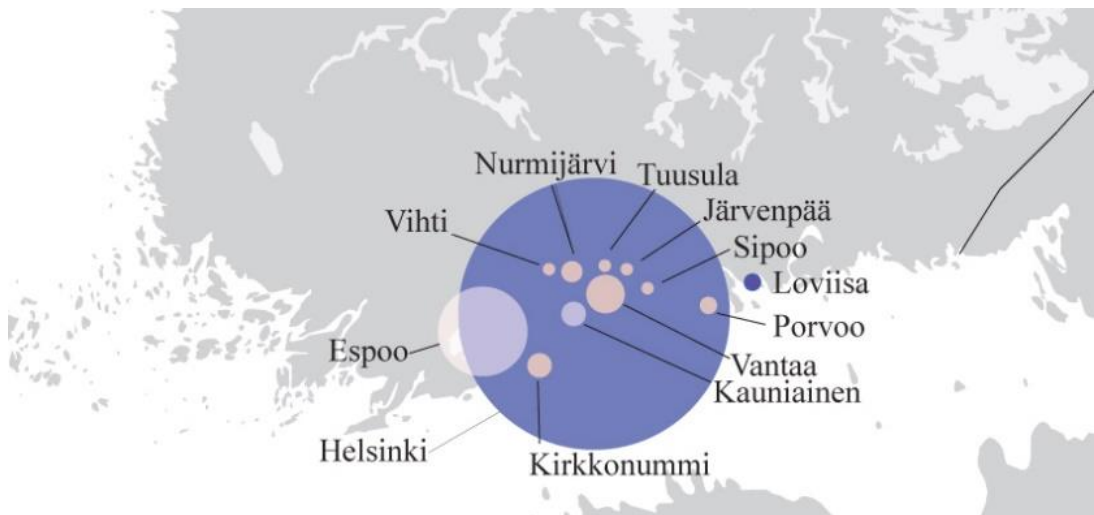 Nurmijärvi
Tuusula
Järvenpää
Vihti
Sipoo
Loviisa
Porvoo
Espoo
Vantaa
Kauniainen
Helsinki
Kirkkonummi